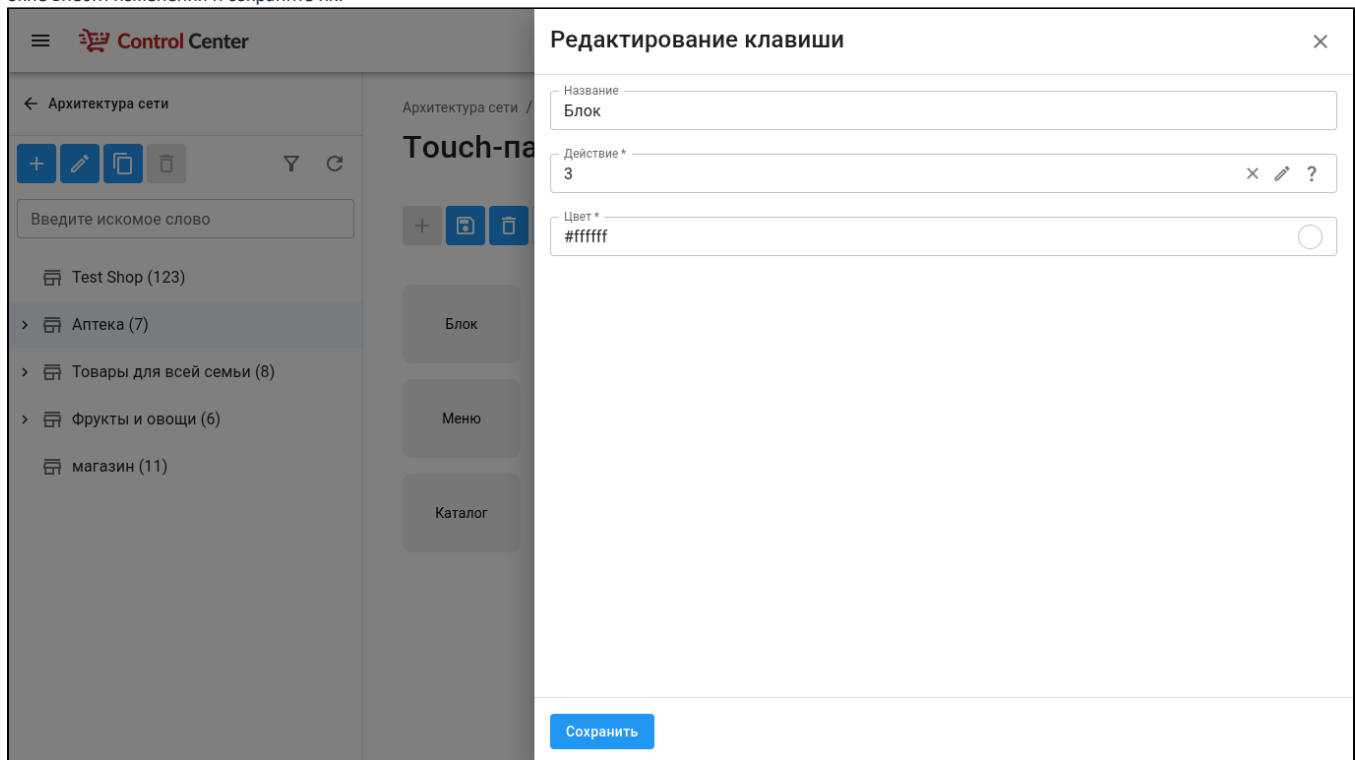 Control Center
Архитектура сети
Введите искомое слово
Test Shop (123)
Аптека (7)
Товары для всей семьи (8)
Фрукты и овощи (6)
магазин (11)
Архитектура сети /
Touch-па
Блок
Меню
Каталог
Редактирование клавиши
Название
Блок
Действие *
3
?
Цвет *
#ffffff
Сохранить